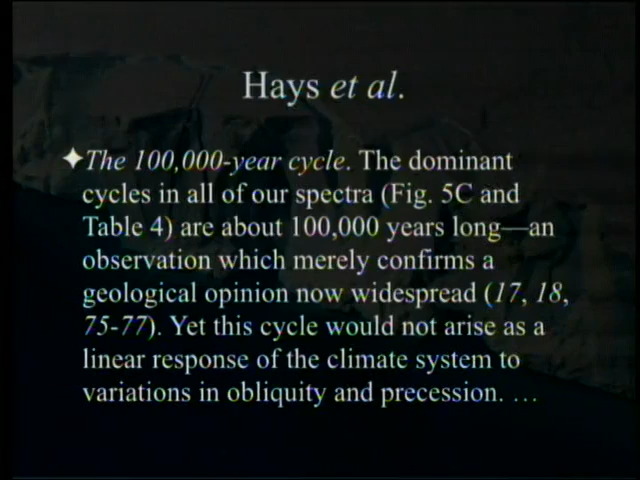 Hays et al.
The 100,000-year cycle. The dominant
cycles in all of our spectra (Fig. 5C and
Table 4) are about 100,000 years long—an
observation which merely confirms a
geological opinion now widespread (17, 18,
75-77). Yet this cycle would not arise as a
linear response of the climate system to
variations in obliquity and precession. …